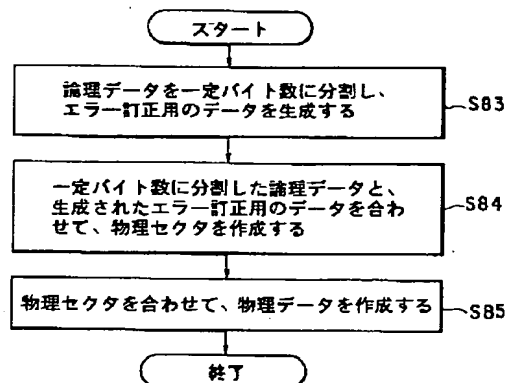 スタート
論理データを一定バイト数に分割し、
エラー訂正用のデータを生成する
S83
一定バイト数に分割した論理データと、
生成されたエラー訂正用のデータを合わ
せて、物理セクタを作成する
S84
物理セクタを合わせて、物理データを作成する
S85
終了